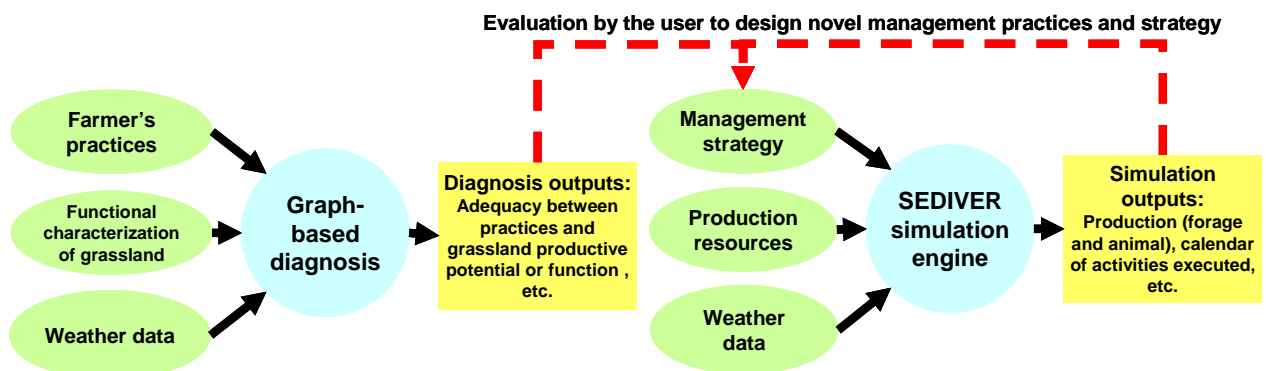 Evaluation by the user to design novel management practices and strategy
Farmer's
practices
Functional
characterization
of grassland
Weather data
Graph-
based
diagnosis
Diagnosis outputs:
Adequacy between
practices and
grassland productive
potential or function ,
etc.
Management
strategy
Production
resources
Weather
data
SEDIVER
simulation
engine
Simulation
outputs:
Production (forage
and animal), calendar
of activities executed,
etc.